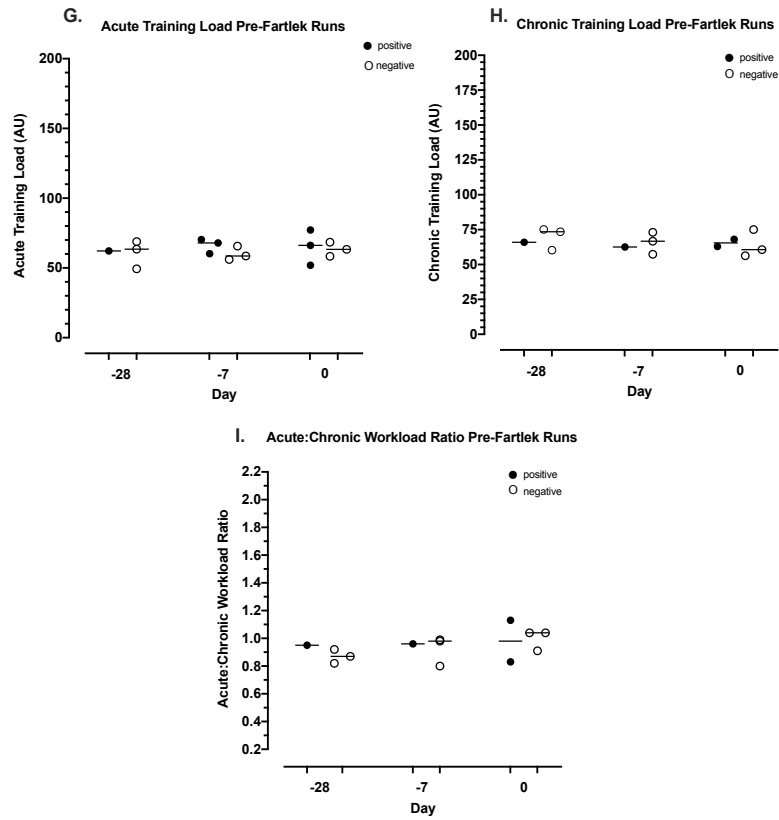 G.
Acute Training Load Pre-Fartlek Runs
positive
negative
Acute Training Load (AU)
200
150
100
50
0
-28
-7
0
Day
H.
Chronic Training Load Pre-Fartlek Runs
positive
negative
Chronic Training Load (AU)
200
175
150
125
100
75
50
25
0
-28
-7
0
Day
I.
Acute:Chronic Workload Ratio Pre-Fartlek Runs
positive
negative
Acute:Chronic Workload Ratio
2.2
2.0
1.8
1.6
1.4
1.2
1.0
0.8
0.6
0.4
0.2
-28
-7
0
Day